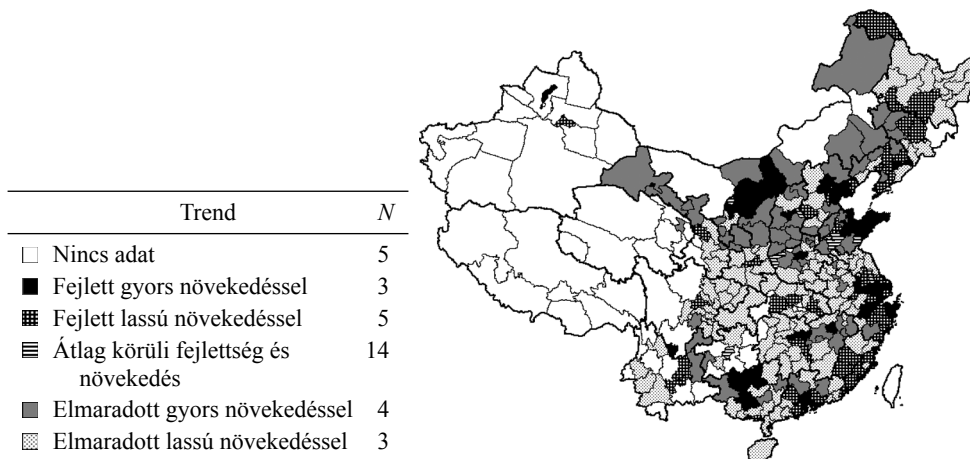 Trend N
Nincs adat 5
Fejlett gyors növekedéssel 3
Fejlett lassú növekedéssel 5
Átlag körüli fejlettség és 14
növekedés
Elmaradott gyors növekedéssel 4
Elmaradott lassú növekedéssel 3